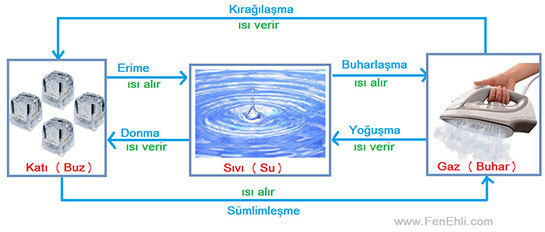 Kırağılaşma
ısı verir
Erime
ısı alır
Buharlaşma
ısı alır
Donma
ısı verir
Yoğuşma
ısı verir
Katı ( Buz )
Sıvı ( Su )
Gaz ( Buhar )
ısı alır
Sümlimleşme
www.FenEhli.com